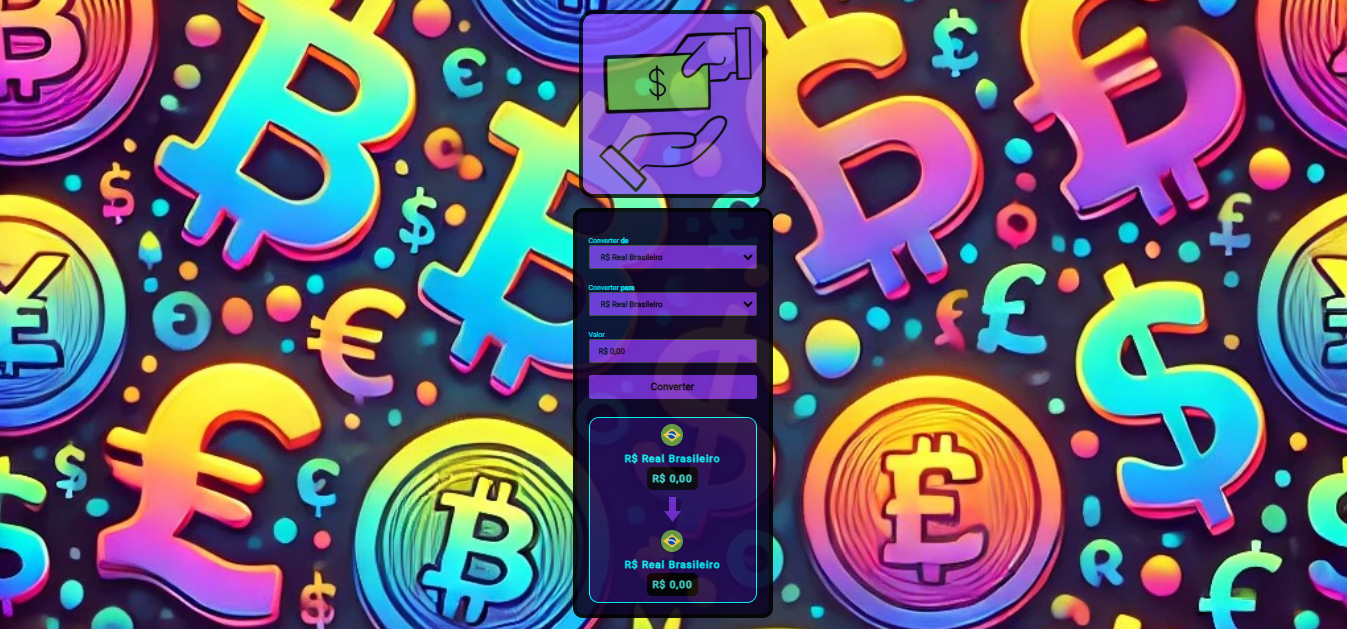 $
Converter de
R$ Real Brasileiro
Converter para
R$ Real Brasileiro
Valor
R$ 0,00
Converter
R$ Real Brasileiro
R$ 0,00
R$ Real Brasileiro
R$ 0,00